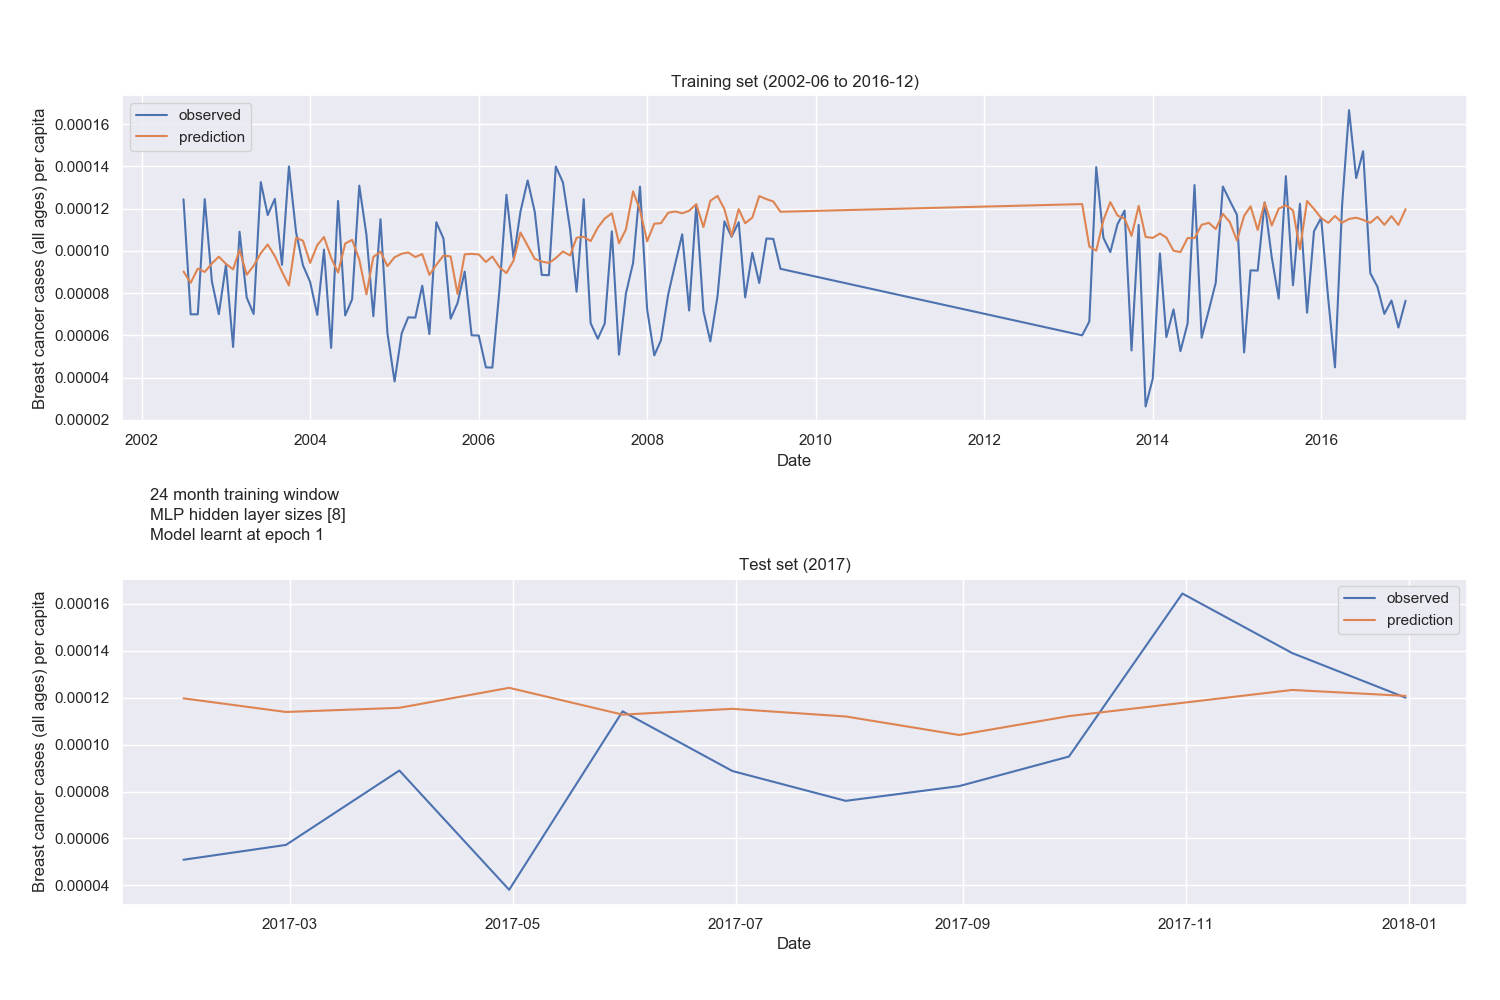 Training set (2002-06 to 2016-12)
Breast cancer cases (all ages) per capita
observed
prediction
0.00016
0.00014
0.00012
0.00010
0.00008
0.00006
0.00004
0.00002
2002
2004
2006
2008
2010
2012
2014
2016
Date
24 month training window
MLP hidden layer sizes [8]
Model learnt at epoch 1
Test set (2017)
Breast cancer cases (all ages) per capita
observed
prediction
0.00016
0.00014
0.00012
0.00010
0.00008
0.00006
0.00004
2017-03
2017-05
2017-07
2017-09
2017-11
2018-01
Date